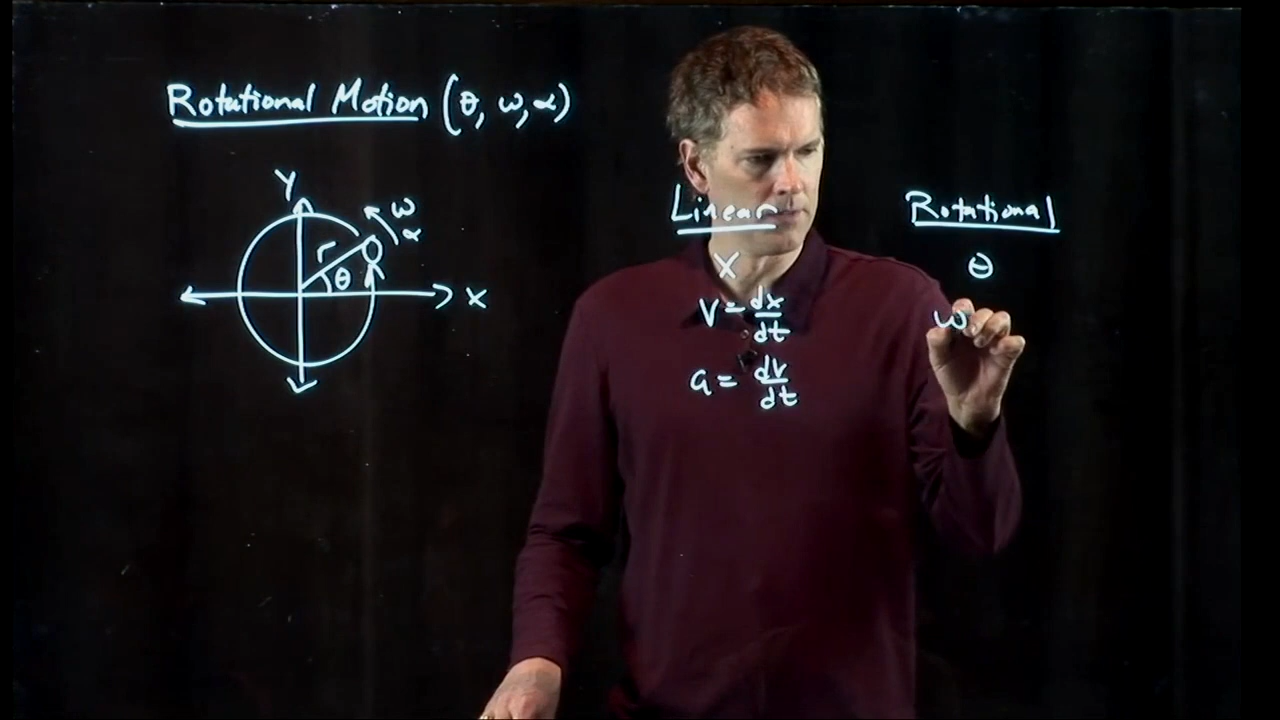 Rotational Motion (θ, ω, α)
Y
ω
α
r
θ
X
Linear
X
V = dx/dt
a = dv/dt
Rotational
θ
ω